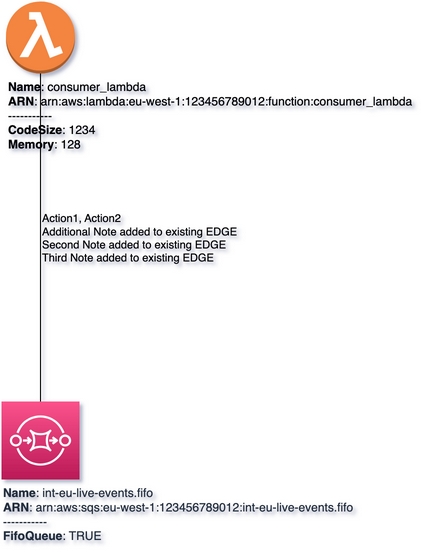 Name: consumer_lambda
ARN: arn:aws:lambda:eu-west-1:123456789012:function:consumer_lambda
-----------
CodeSize: 1234
Memory: 128
Action1, Action2
Additional Note added to existing EDGE
Second Note added to existing EDGE
Third Note added to existing EDGE
Name: int-eu-live-events.fifo
ARN: arn:aws:sqs:eu-west-1:123456789012:int-eu-live-events.fifo
-----------
FifoQueue: TRUE